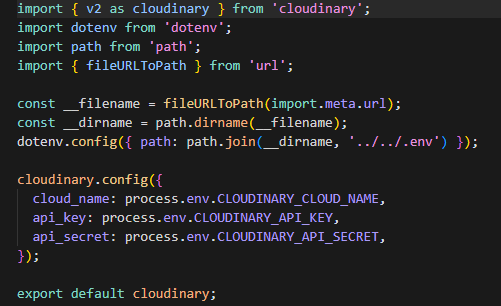 import { v2 as cloudinary } from 'cloudinary';
import dotenv from 'dotenv';
import path from 'path';
import { fileURLToPath } from 'url';
const __filename = fileURLToPath(import.meta.url);
const __dirname = path.dirname(__filename);
dotenv.config({ path: path.join(__dirname, '../../.env') });
cloudinary.config({
  cloud_name: process.env.CLOUDINARY_CLOUD_NAME,
  api_key: process.env.CLOUDINARY_API_KEY,
  api_secret: process.env.CLOUDINARY_API_SECRET,
});
export default cloudinary;